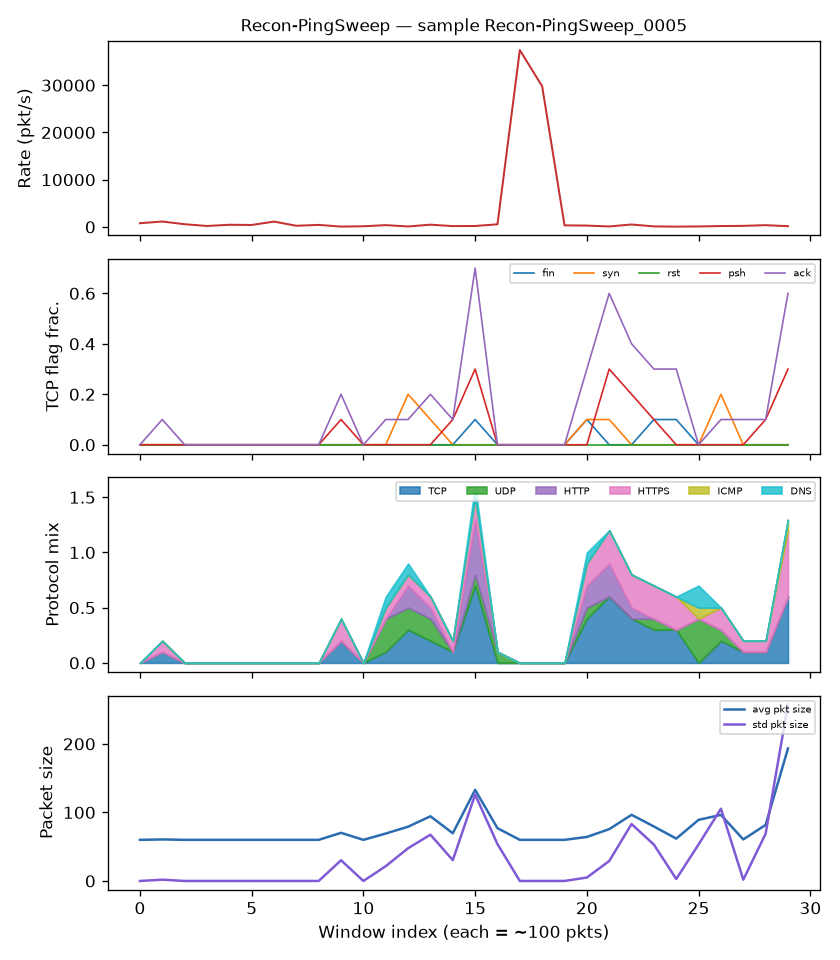 Recon-PingSweep — sample Recon-PingSweep_0005
Rate (pkt/s)
30000
20000
10000
0
TCP flag frac.
0.6
0.4
0.2
0.0
fin syn rst psh ack
Protocol mix
1.5
1.0
0.5
0.0
TCP UDP HTTP HTTPS ICMP DNS
Packet size
200
100
0
avg pkt size
std pkt size
0 5 10 15 20 25 30
Window index (each = ~100 pkts)